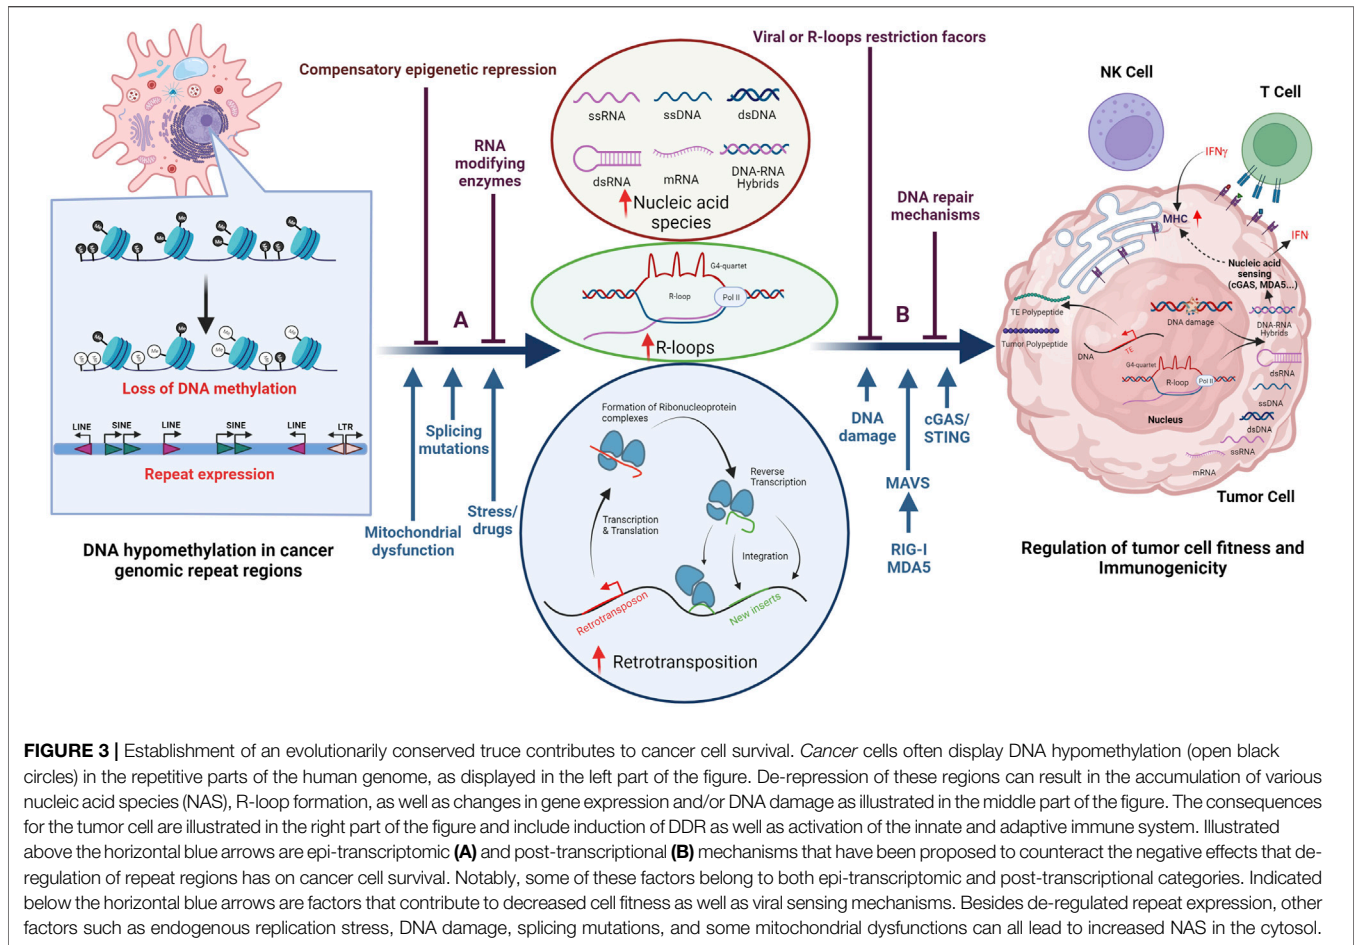 Compensatory epigenetic repression
RNA
modifying
enzymes
A
Me
Me
Me
Me
Me
Me
Me
Me
Loss of DNA methylation
LINE
SINE
LINE
SINE
LINE
LTR
Repeat expression
DNA hypomethylation in cancer
genomic repeat regions
Mitochondrial
dysfunction
Splicing
mutations
Stress/
drugs
ssRNA
ssDNA
dsDNA
dsRNA
mRNA
DNA-RNA
Hybrids
Nucleic acid
species
G4-quartet
R-loop
Pol II
R-loops
Formation of Ribonucleoprotein
complexes
Reverse
Transcription
Transcription
& Translation
Integration
Retrotransposon
New inserts
Retrotransposition
Viral or R-loops restriction facors
DNA repair
mechanisms
B
DNA
damage
cGAS/
STING
MAVS
RIG-I
MDA5
NK Cell
T Cell
IFNγ
MHC
IFN
Nucleic acid
sensing
(cGAS, MDA5...)
TE Polypeptide
Tumor Polypeptide
DNA damage
DNA
TE
G4-quartet
R-loop
Pol II
Nucleus
DNA-RNA
Hybrids
dsRNA
ssDNA
dsDNA
ssRNA
mRNA
Tumor Cell
Regulation of tumor cell fitness and
Immunogenicity
FIGURE 3 | Establishment of an evolutionarily conserved truce contributes to cancer cell survival. Cancer cells often display DNA hypomethylation (open black
circles) in the repetitive parts of the human genome, as displayed in the left part of the figure. De-repression of these regions can result in the accumulation of various
nucleic acid species (NAS), R-loop formation, as well as changes in gene expression and/or DNA damage as illustrated in the middle part of the figure. The consequences
for the tumor cell are illustrated in the right part of the figure and include induction of DDR as well as activation of the innate and adaptive immune system. Illustrated
above the horizontal blue arrows are epi-transcriptomic (A) and post-transcriptional (B) mechanisms that have been proposed to counteract the negative effects that de-
regulation of repeat regions has on cancer cell survival. Notably, some of these factors belong to both epi-transcriptomic and post-transcriptional categories. Indicated
below the horizontal blue arrows are factors that contribute to decreased cell fitness as well as viral sensing mechanisms. Besides de-regulated repeat expression, other
factors such as endogenous replication stress, DNA damage, splicing mutations, and some mitochondrial dysfunctions can all lead to increased NAS in the cytosol.